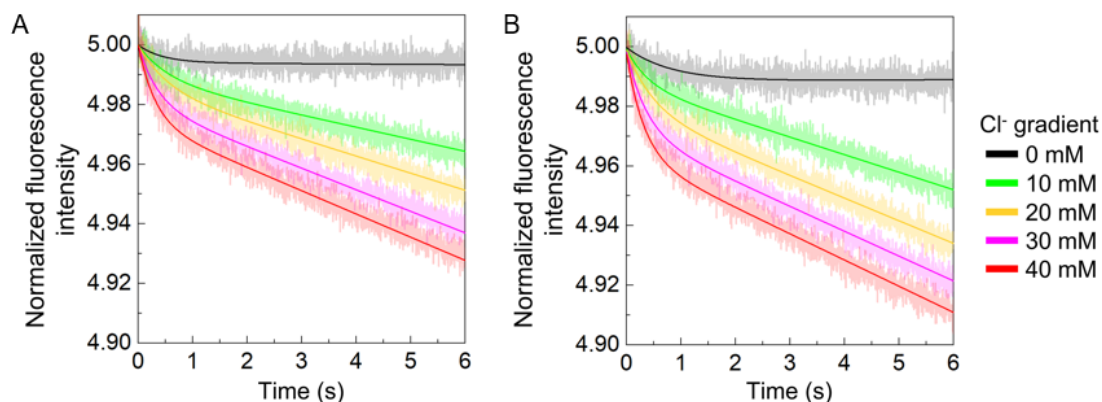 A
Normalized fluorescence
intensity
5.00
4.98
4.96
4.94
4.92
4.90
0 1 2 3 4 5 6
Time (s)
B
Normalized fluorescence
intensity
5.00
4.98
4.96
4.94
4.92
4.90
0 1 2 3 4 5 6
Time (s)
Cl⁻ gradient
0 mM
10 mM
20 mM
30 mM
40 mM